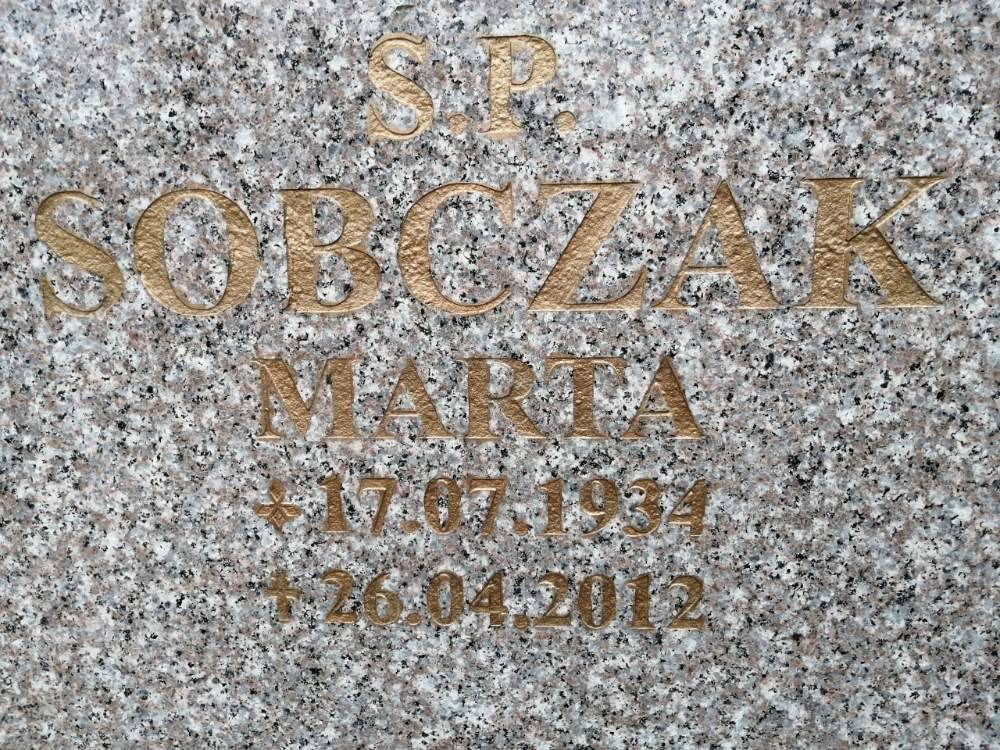 S.P.
SOBCZAK
MARTA
17.07.1934
† 26.04.2012